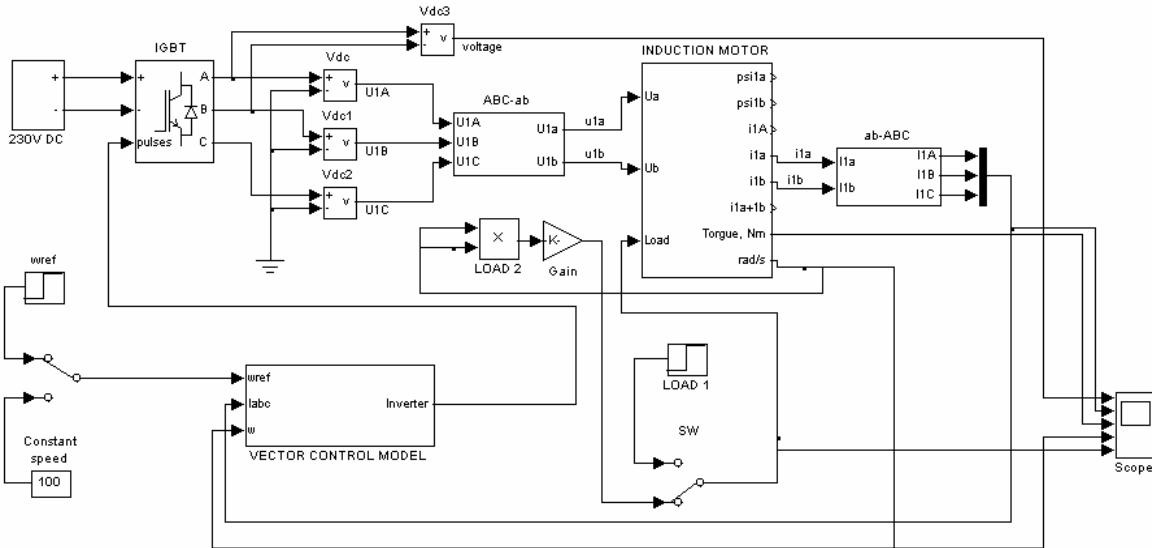 Vdc3
+
-
v
voltage
IGBT
INDUCTION MOTOR
+
-
230V DC
+
-
pulses
A
B
C
Vdc
+
-
v
U1A
Vdc1
+
-
v
U1B
Vdc2
+
-
v
U1C
ABC-ab
U1A
U1B
U1C
U1a
U1b
u1a
u1b
Ua
Ub
Load
psi1a
psi1b
i1A
i1a
i1b
i1a+1b
Torque, Nm
rad/s
i1a
i1b
ab-ABC
I1a
I1b
I1A
I1B
I1C
×
LOAD 2
K-
Gain
wref
LOAD 1
SW
wref
Iabc
w
Inverter
VECTOR CONTROL MODEL
Constant
speed
100
Scope